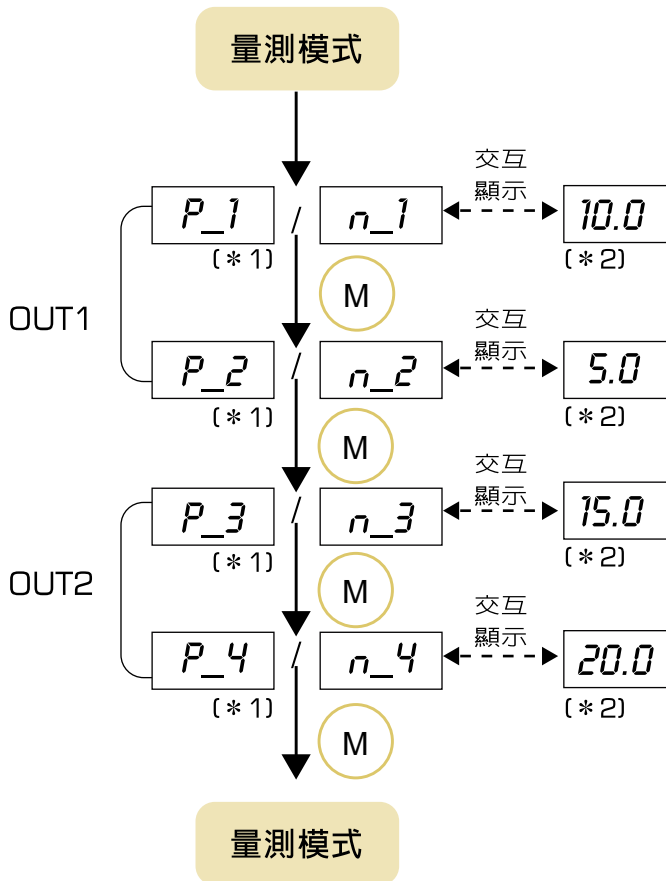 量測模式
交互
顯示
P_1 / n_1 10.0
(*1) (*2)
M
OUT1
交互
顯示
P_2 / n_2 5.0
(*1) (*2)
M
交互
顯示
P_3 / n_3 15.0
(*1) (*2)
M
OUT2
交互
顯示
P_4 / n_4 20.0
(*1) (*2)
M
量測模式